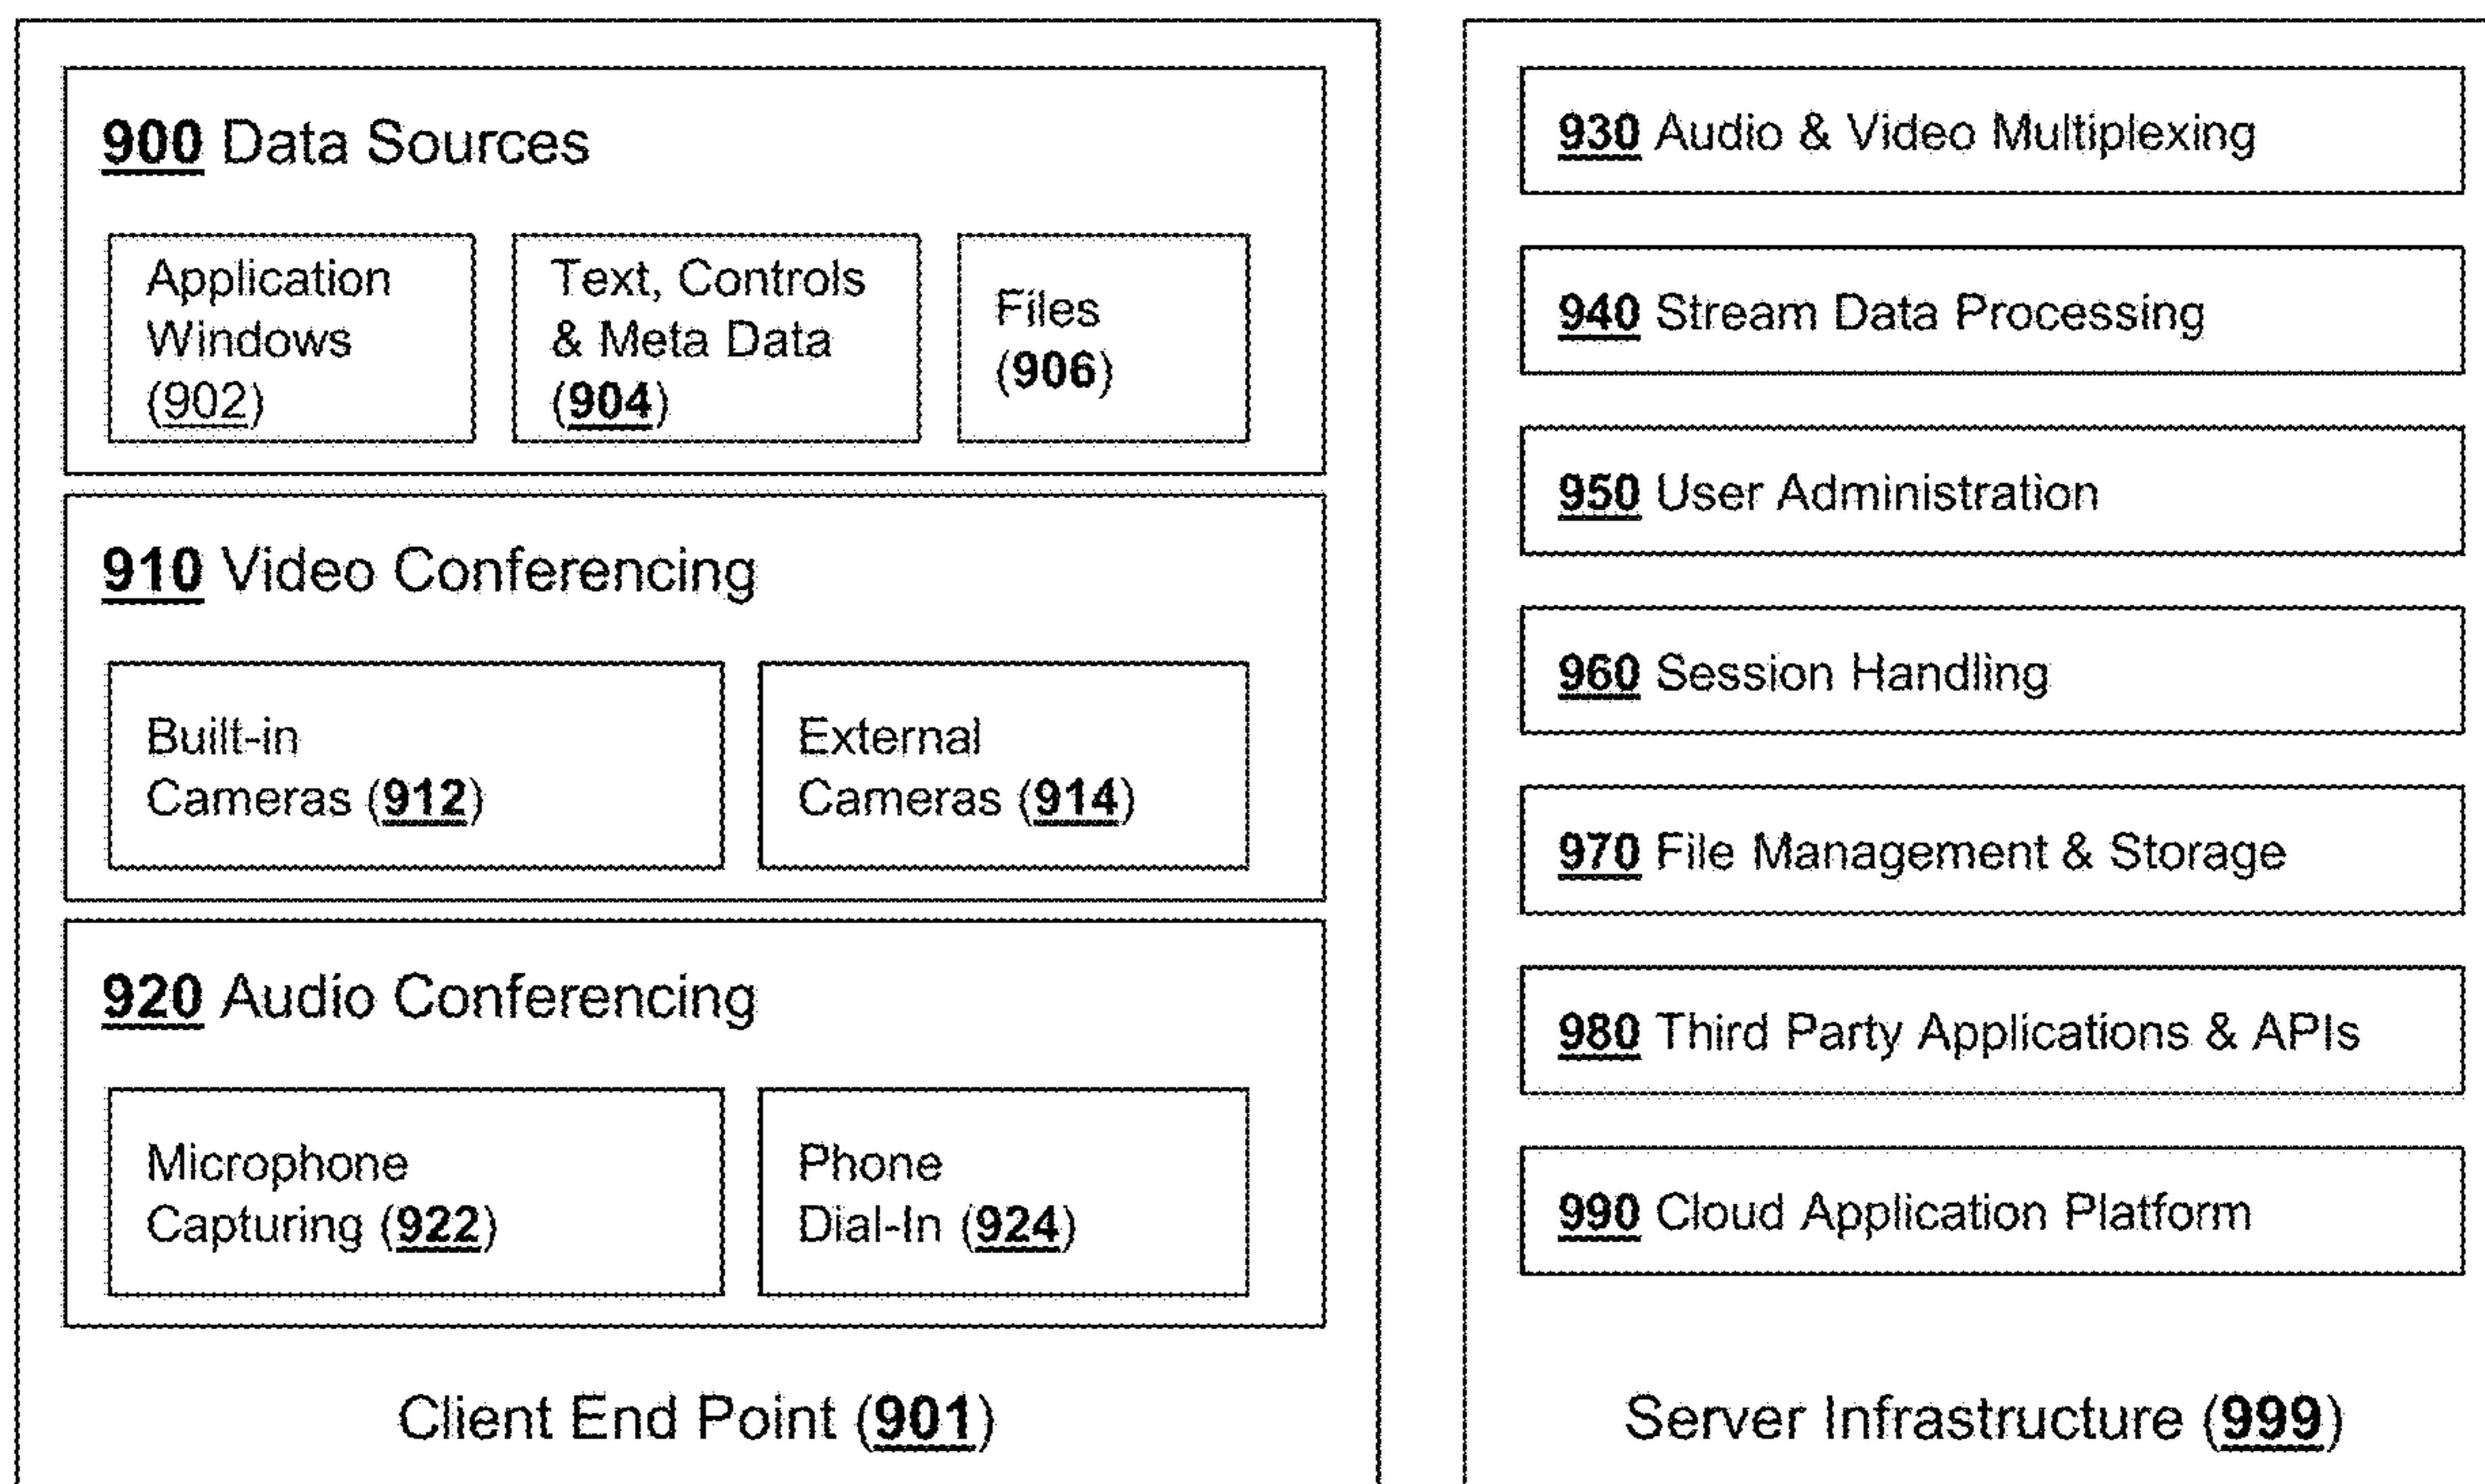 900 Data Sources
Application
Windows
(902)
Text, Controls
& Meta Data
(904)
Files
(906)
910 Video Conferencing
Built-in
Cameras (912)
External
Cameras (914)
920 Audio Conferencing
Microphone
Capturing (922)
Phone
Dial-In (924)
Client End Point (901)
930 Audio & Video Multiplexing
940 Stream Data Processing
950 User Administration
960 Session Handling
970 File Management & Storage
980 Third Party Applications & APIs
990 Cloud Application Platform
Server Infrastructure (999)